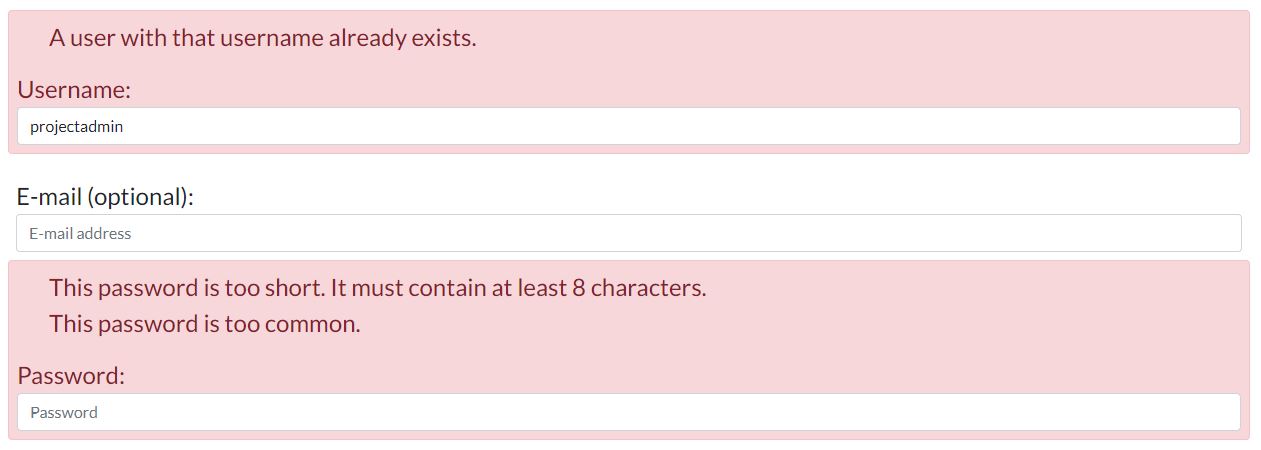 A user with that username already exists.
Username:
projectadmin
E-mail (optional):
E-mail address
This password is too short. It must contain at least 8 characters.
This password is too common.
Password:
Password